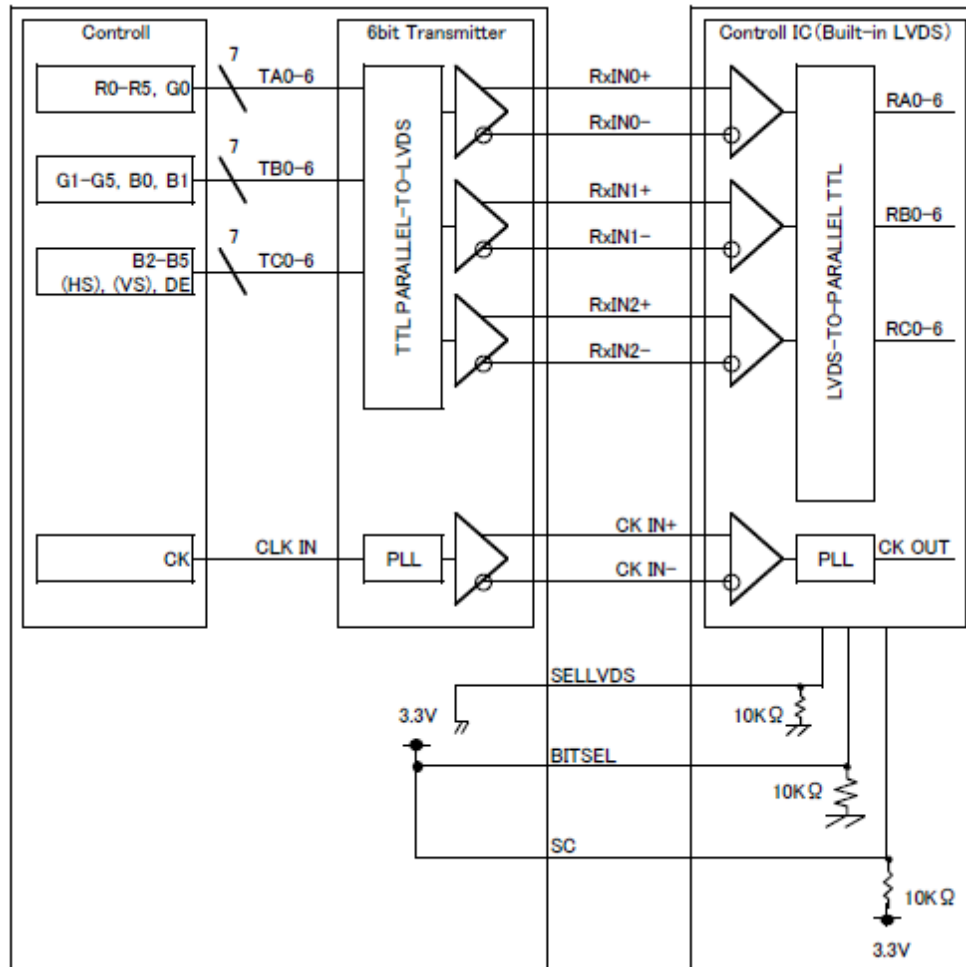 Controll
6bit Transmitter
Controll IC(Built-in LVDS)
R0-R5, G0
7
TA0-6
RxIN0+
RxIN0-
RA0-6
G1-G5, B0, B1
7
TB0-6
RxIN1+
RxIN1-
RB0-6
B2-B5
(HS), (VS), DE
7
TC0-6
RxIN2+
RxIN2-
RC0-6
TTL PARALLEL-TO-LVDS
LVDS-TO-PARALLEL TTL
CK
CLK IN
PLL
CK IN+
CK IN-
PLL
CK OUT
SELLVDS
10KΩ
3.3V
BITSEL
10KΩ
SC
10KΩ
3.3V